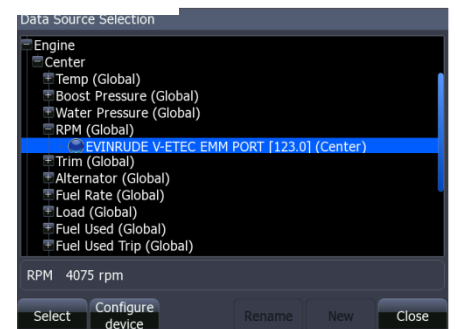 Data Source Selection
Engine
Center
Temp (Global)
Boost Pressure (Global)
Water Pressure (Global)
RPM (Global)
EVINRUDE V-ETEC EMM PORT [123.0] (Center)
Trim (Global)
Alternator (Global)
Fuel Rate (Global)
Load (Global)
Fuel Used (Global)
Fuel Used Trip (Global)
RPM 4075 rpm
Select
Configure
device
Rename
New
Close